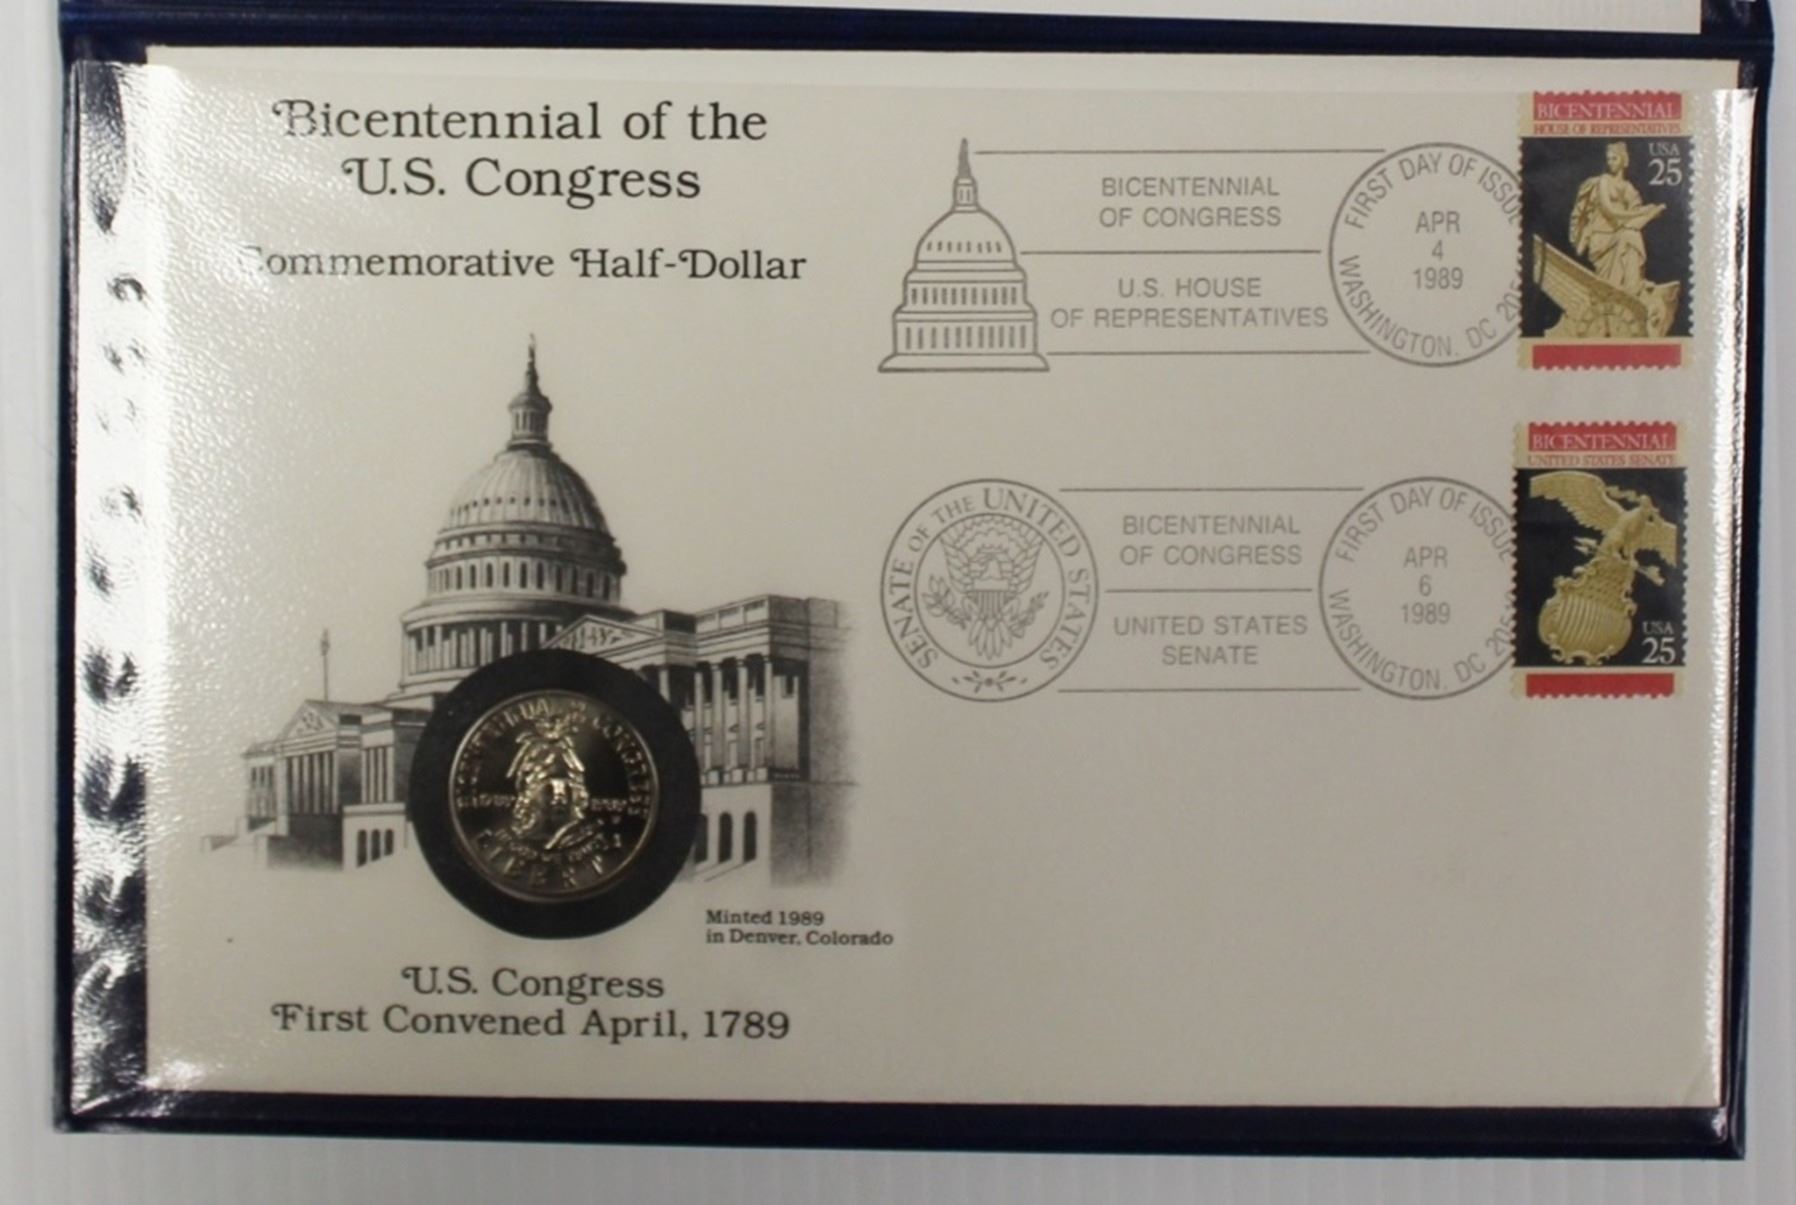 Bicentennial of the
U.S. Congress
Commemorative Half-Dollar
BICENTENNIAL
OF CONGRESS
U.S. HOUSE
OF REPRESENTATIVES
FIRST DAY OF ISSUE
APR
4
1989
WASHINGTON, DC
BICENTENNIAL
HOUSE OF REPRESENTATIVES
USA
25
SENATE OF THE UNITED STATES
BICENTENNIAL
OF CONGRESS
UNITED STATES
SENATE
FIRST DAY OF ISSUE
APR
6
1989
WASHINGTON, DC
BICENTENNIAL
UNITED STATES SENATE
USA
25
Minted 1989
in Denver, Colorado
U.S. Congress
First Convened April, 1789